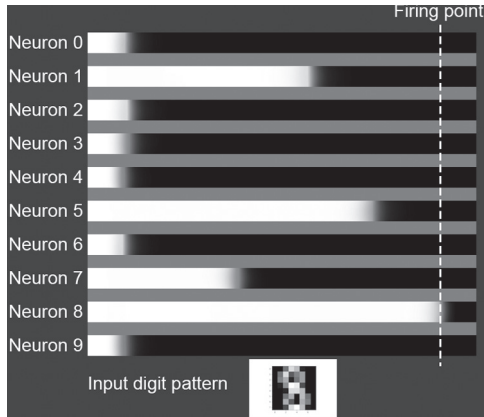 Firing point
Neuron 0
Neuron 1
Neuron 2
Neuron 3
Neuron 4
Neuron 5
Neuron 6
Neuron 7
Neuron 8
Neuron 9
Input digit pattern